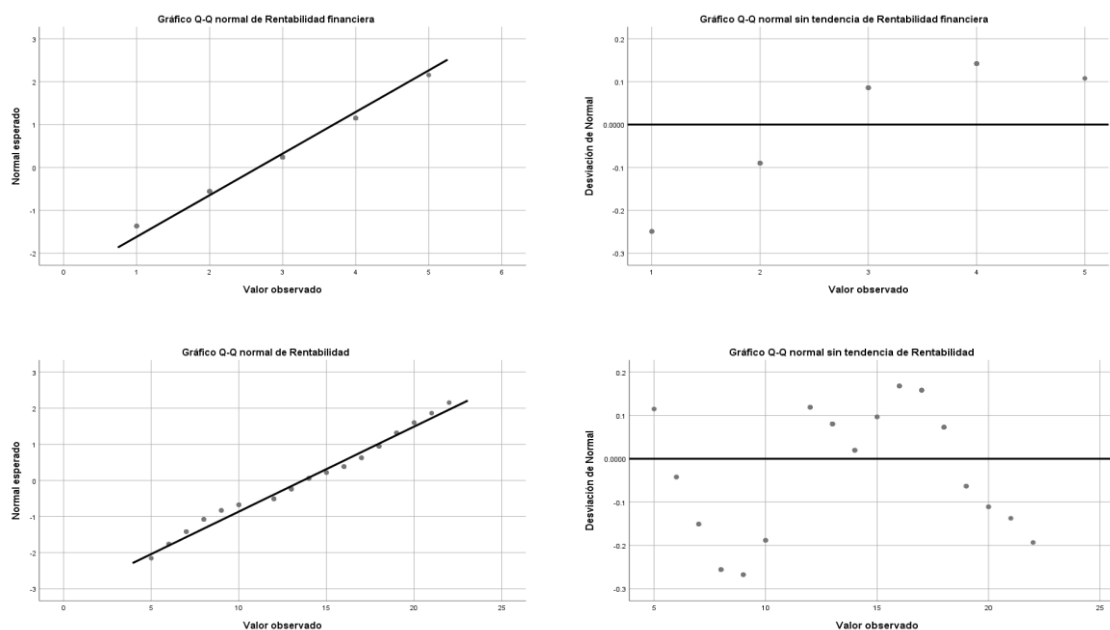 Gráfico Q-Q normal de Rentabilidad financiera
Normal esperado
3
2
1
0
-1
-2
0 1 2 3 4 5 6
Valor observado
Gráfico Q-Q normal sin tendencia de Rentabilidad financiera
Desviación de Normal
0.2
0.1
0.0000
-0.1
-0.2
-0.3
1 2 3 4 5
Valor observado
Gráfico Q-Q normal de Rentabilidad
Normal esperado
3
2
1
0
-1
-2
-3
0 5 10 15 20 25
Valor observado
Gráfico Q-Q normal sin tendencia de Rentabilidad
Desviación de Normal
0.2
0.1
0.0000
-0.1
-0.2
-0.3
5 10 15 20 25
Valor observado